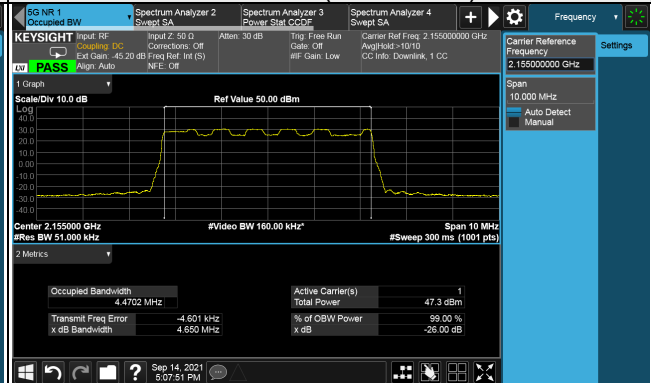 5G NR 1
Occupied BW
Spectrum Analyzer 2
Swept SA
Spectrum Analyzer 3
Power Stat CCDF
Spectrum Analyzer 4
Swept SA
+
Frequency
KEYSIGHT
LXI
PASS
Input: RF
Coupling: DC
Ext Gain: -45.20 dB
Align: Auto
Input Z: 50 Ω
Corrections: Off
Freq Ref: Int (S)
NFE: Off
Atten: 30 dB
Trig: Free Run
Gate: Off
#IF Gain: Low
Carrier Ref Freq: 2.155000000 GHz
Avg|Hold:>10/10
CC Info: Downlink, 1 CC
Carrier Reference
Frequency
2.155000000 GHz
Settings
Span
10.000 MHz
Auto Detect
Manual
1 Graph
Scale/Div 10.0 dB
Ref Value 50.00 dBm
Log
40.0
30.0
20.0
10.0
0.00
-10.0
-20.0
-30.0
-40.0
Center 2.155000 GHz
#Video BW 160.00 kHz*
Span 10 MHz
#Res BW 51.000 kHz
#Sweep 300 ms (1001 pts)
2 Metrics
Occupied Bandwidth
4.4702 MHz
Active Carrier(s) 1
Total Power 47.3 dBm
Transmit Freq Error -4.601 kHz
x dB Bandwidth 4.650 MHz
% of OBW Power 99.00 %
x dB -26.00 dB
?
Sep 14, 2021
5:07:51 PM